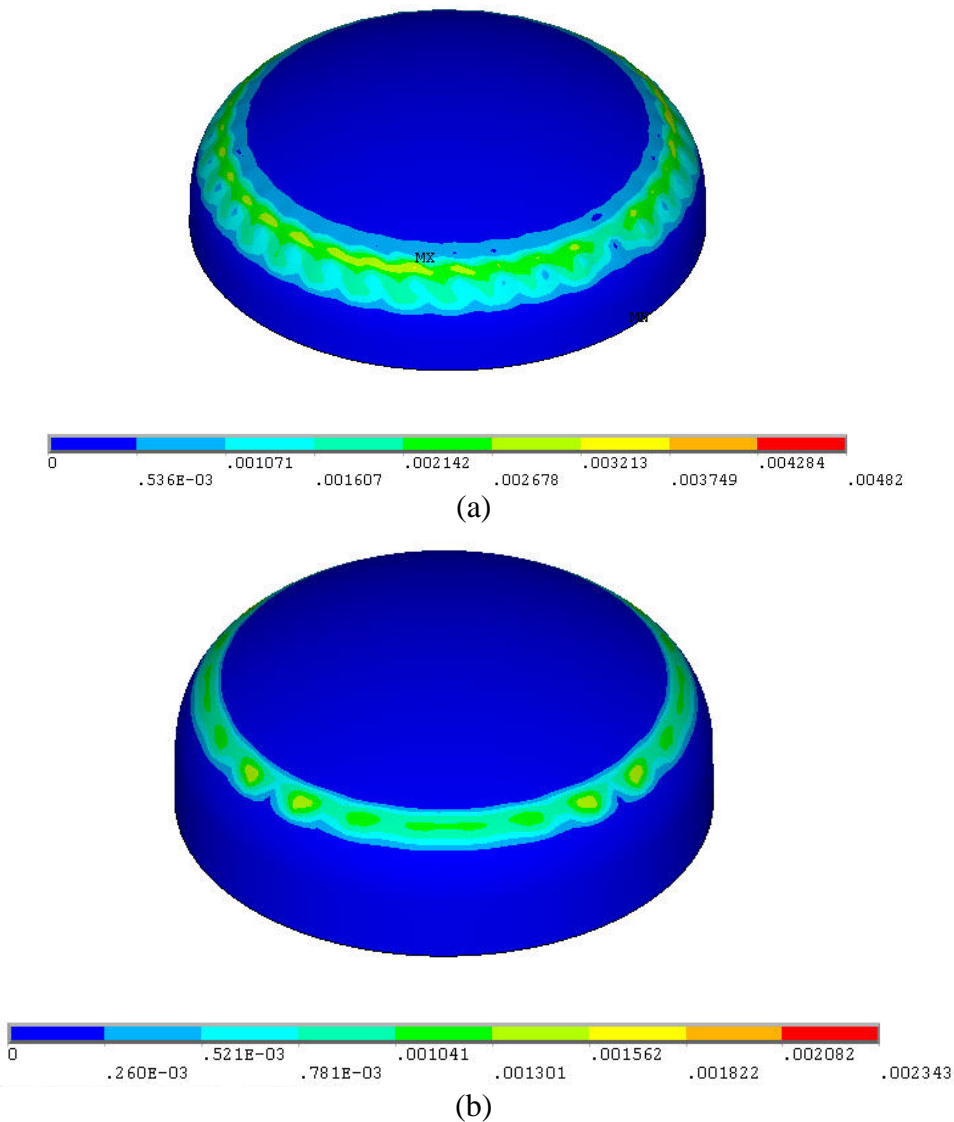 MX
MN
0 .001071 .002142 .003213 .004284
.536E-03 .001607 .002678 .003749 .00482
(a)
0 .521E-03 .001041 .001562 .002082
.260E-03 .781E-03 .001301 .001822 .002343
(b)